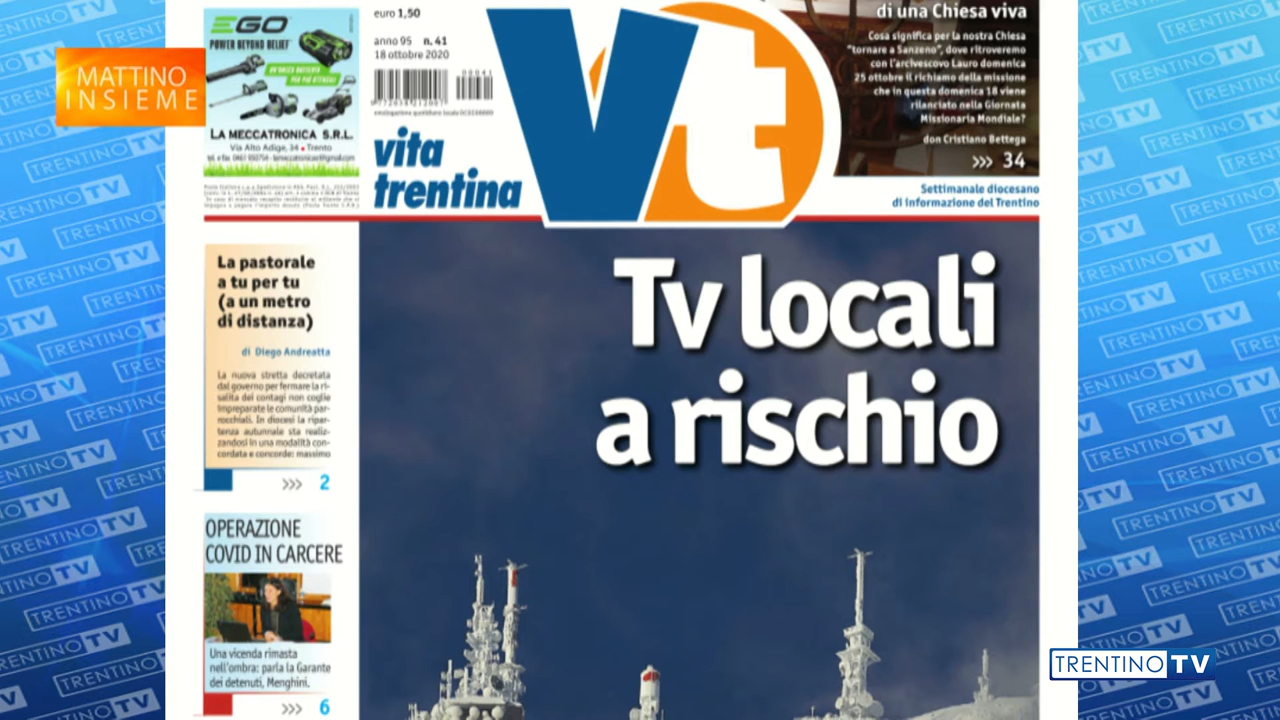 MATTINO
INSIEME
EGO
POWER BEYOND BELIEF
LA MECCATRONICA S.R.L.
Via Alto Adige, 34 • Trento
euro 1,50
anno 95 n. 41
18 ottobre 2020
vita
trentina
Vt
di una Chiesa viva
Cosa significa per la nostra Chiesa
"tornare a Sanzeno", dove ritroveremo
con l'arcivescovo Lauro domenica
25 ottobre il richiamo della missione
che in questa domenica 18 viene
rilanciato nella Giornata
Missionaria Mondiale?
don Cristiano Bettega
>>> 34
Settimanale diocesano
di informazione del Trentino
La pastorale
a tu per tu
(a un metro
di distanza)
di Diego Andreatta
La nuova stretta decretata
dal governo per fermare la ri-
salita dei contagi non coglie
impreparate le comunità par-
rocchiali. In diocesi la ripar-
tenza autunnale sta realiz-
zandosi in una modalità con-
cordata e concorde: massimo
>>> 2
OPERAZIONE
COVID IN CARCERE
Una vicenda rimasta
nell'ombra: parla la Garante
dei detenuti, Menghini.
>>> 6
Tv locali
a rischio
TRENTINO TV